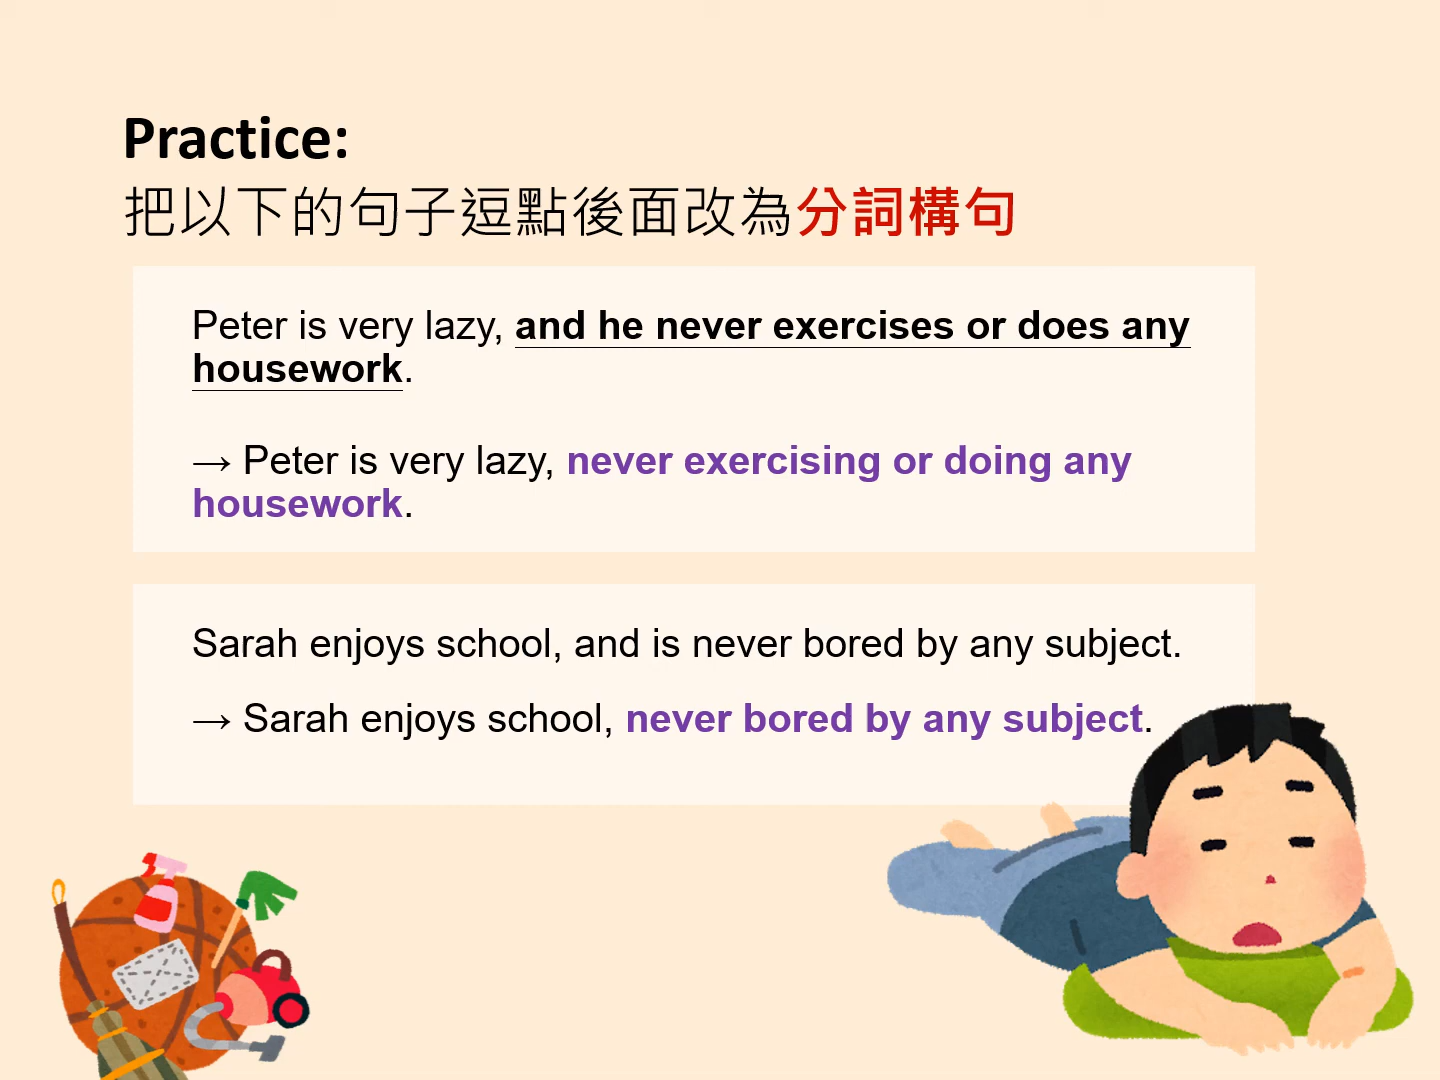 Practice:
把以下的句子逗點後面改為分詞構句
Peter is very lazy, and he never exercises or does any
housework.
→ Peter is very lazy, never exercising or doing any
housework.
Sarah enjoys school, and is never bored by any subject.
→ Sarah enjoys school, never bored by any subject.